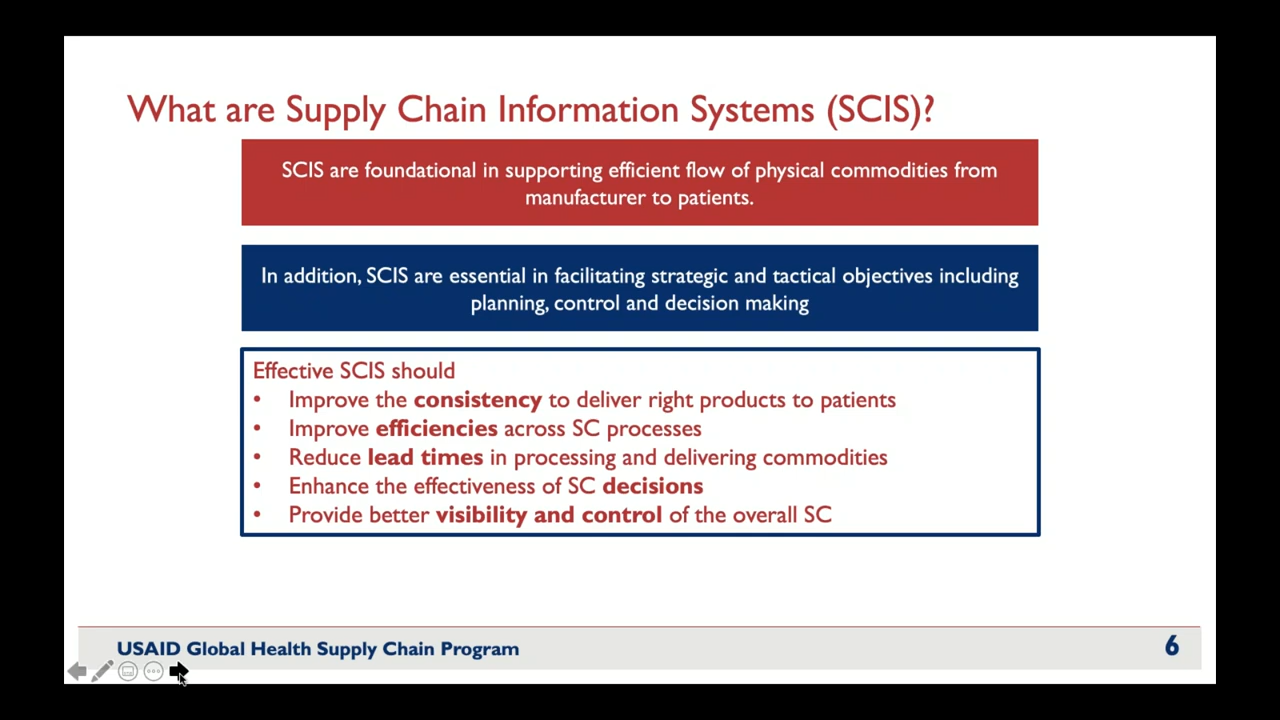 What are Supply Chain Information Systems (SCIS)?
SCIS are foundational in supporting efficient flow of physical commodities from
manufacturer to patients.
In addition, SCIS are essential in facilitating strategic and tactical objectives including
planning, control and decision making
Effective SCIS should
• Improve the consistency to deliver right products to patients
• Improve efficiencies across SC processes
• Reduce lead times in processing and delivering commodities
• Enhance the effectiveness of SC decisions
• Provide better visibility and control of the overall SC
USAID Global Health Supply Chain Program
6